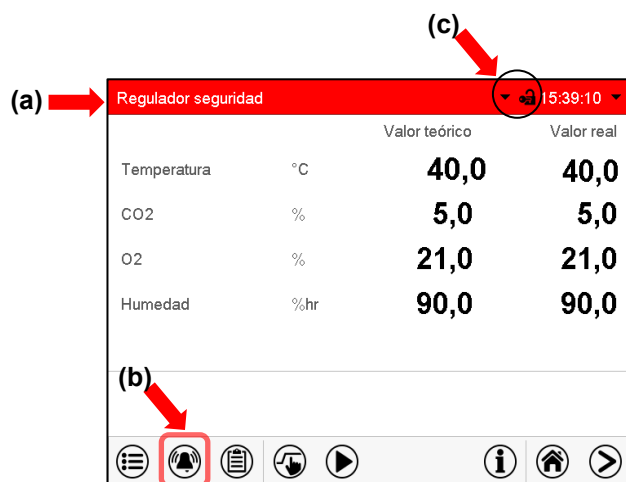 (c)
(a)
Regulador seguridad 15:39:10
Valor teórico Valor real
Temperatura °C 40,0 40,0
CO2 % 5,0 5,0
O2 % 21,0 21,0
Humedad %hr 90,0 90,0
(b)